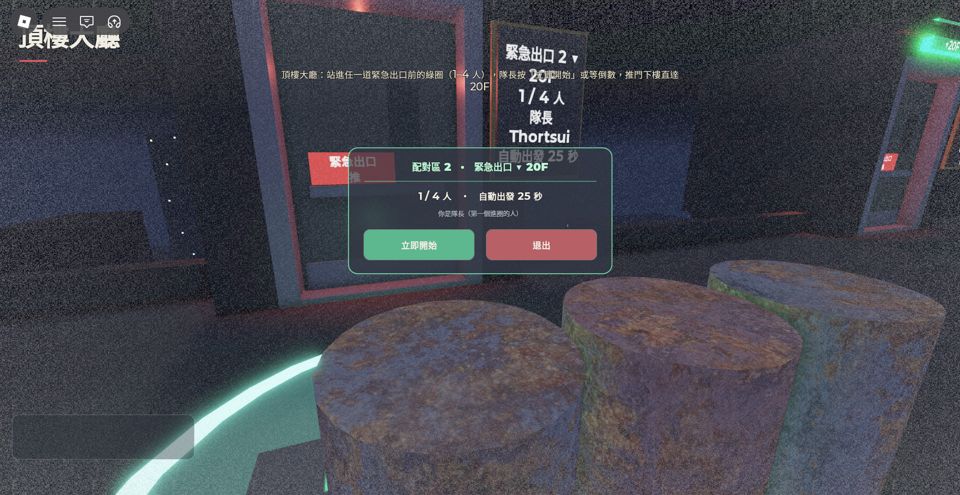 頂樓大廳
緊急出口 2 ▼
20F
1 / 4 人
隊長
Thortsui
自動出發 25 秒
頂樓大廳：站進任一道緊急出口前的綠圈（1–4 人），隊長按「立即開始」或等倒數，推門下樓直達
20F
緊急出口
推
配對區 2 • 緊急出口 ▼ 20F
1 / 4 人 • 自動出發 25 秒
你是隊長（第一個進圈的人）
立即開始
退出